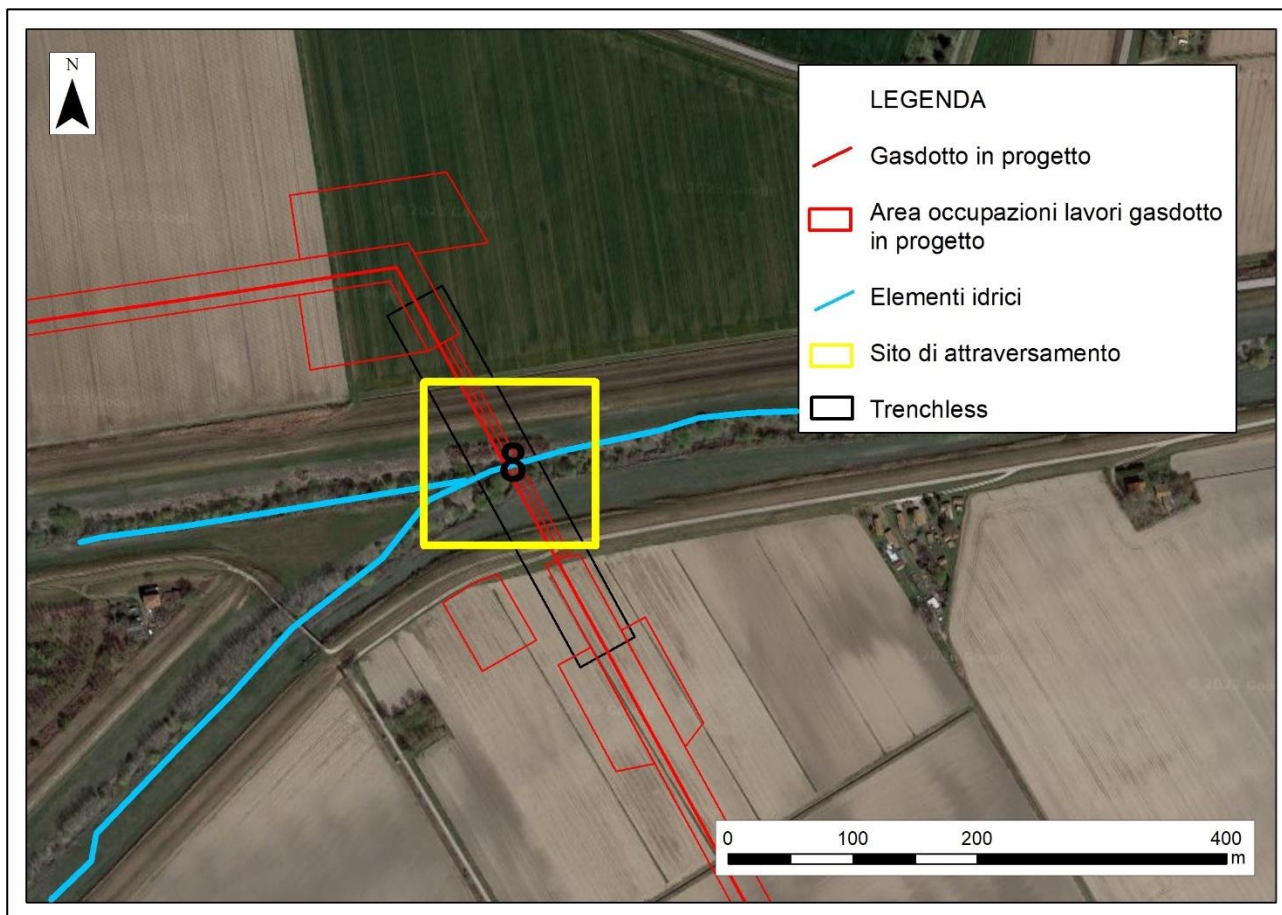 N
LEGENDA
Gasdotto in progetto
Area occupazioni lavori gasdotto
in progetto
Elementi idrici
Sito di attraversamento
Trenchless
8
0 100 200 400
m